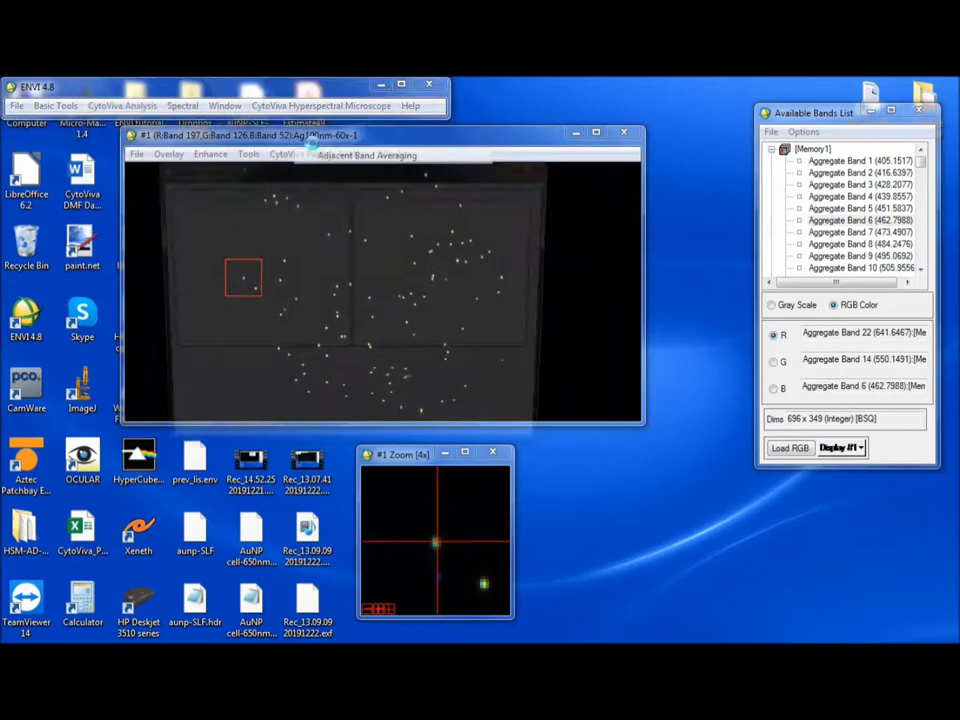 ENVI 4.8
File Basic Tools CytoViva Analysis Spectral Window CytoViva Hyperspectral Microscope Help
Computer Micro-Ma... 1.4
#1 (R:Band 197,G:Band 126,B:Band 52):Ag100nm-60x-1
File Overlay Enhance Tools
Adjacent Band Averaging
Available Bands List
File Options
[Memory1]
Aggregate Band 1 (405.1517)
Aggregate Band 2 (416.6397)
Aggregate Band 3 (428.2077)
Aggregate Band 4 (439.8557)
Aggregate Band 5 (451.5837)
Aggregate Band 6 (462.7988)
Aggregate Band 7 (473.4907)
Aggregate Band 8 (484.2476)
Aggregate Band 9 (495.0692)
Aggregate Band 10 (505.9556
Gray Scale RGB Color
R Aggregate Band 22 (641.6467):[Me
G Aggregate Band 14 (550.1491):[Me
B Aggregate Band 6 (462.7988):[Mem
Dims 696 x 349 (Integer) [BSQ]
Load RGB Display #1
LibreOffice 6.2
CytoViva DMF Da...
Recycle Bin
paint.net
ENVI 4.8
Skype
CamWare
ImageJ
#1 Zoom [4x]
Aztec Patchbay E...
OCULAR
HyperCube...
prev_lis.env
Rec_14.52.25 20191221....
Rec_13.07.41 20191222....
HSM-AD-...
CytoViva_P...
Xeneth
aunp-SLF
AuNP cell-650nm...
Rec_13.09.09 20191222....
TeamViewer 14
Calculator
HP Deskjet 3510 series
aunp-SLF.hdr
AuNP cell-650nm...
Rec_13.09.09 20191222.exf